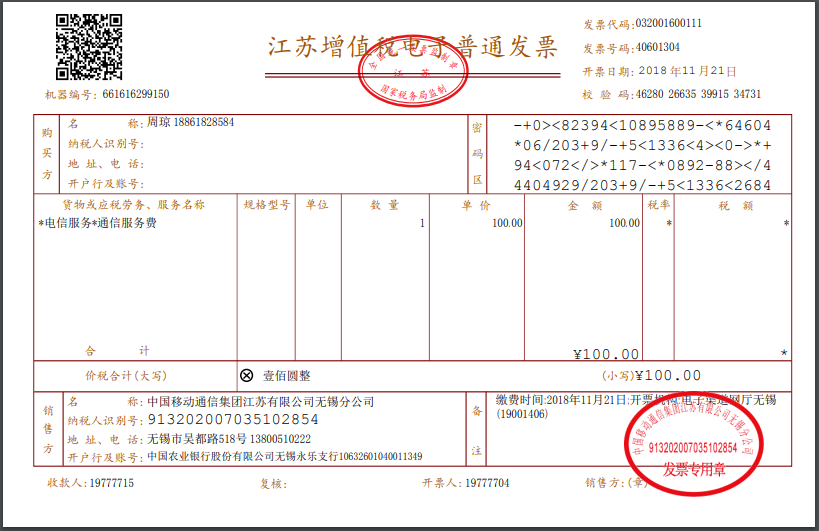 江苏增值税电子普通发票
全国统一发票监制章
江 苏
国家税务局监制
发票代码:032001600111
发票号码:40601304
开票日期:2018年11月21日
校 验 码:46280 26635 39915 34731
机器编号:661616299150
购买方
名 称:周琼 18861828584
纳税人识别号:
地 址、电 话:
开户行及账号:
密码区
-+0><82394<10895889-<*64604
*06/203+9/-+5<1336<4><0->*+
94<072</>*117-<*0892-88></4
4404929/203+9/-+5<1336<2684
货物或应税劳务、服务名称 规格型号 单位 数 量 单 价 金 额 税率 税 额
*电信服务*通信服务费 1 100.00 100.00 * *
合 计 ¥100.00 *
价税合计(大写) ⊗ 壹佰圆整 (小写)¥100.00
销售方
名 称:中国移动通信集团江苏有限公司无锡分公司
纳税人识别号:913202007035102854
地 址、电 话:无锡市吴都路518号 13800510222
开户行及账号:中国农业银行股份有限公司无锡永乐支行10632601040011349
备注
缴费时间:2018年11月21日;开票机构:电子渠道网厅无锡
(19001406)
中国移动通信集团江苏有限公司无锡分公司
913202007035102854
发票专用章
收款人:19777715 复核: 开票人:19777704 销售方:(章)